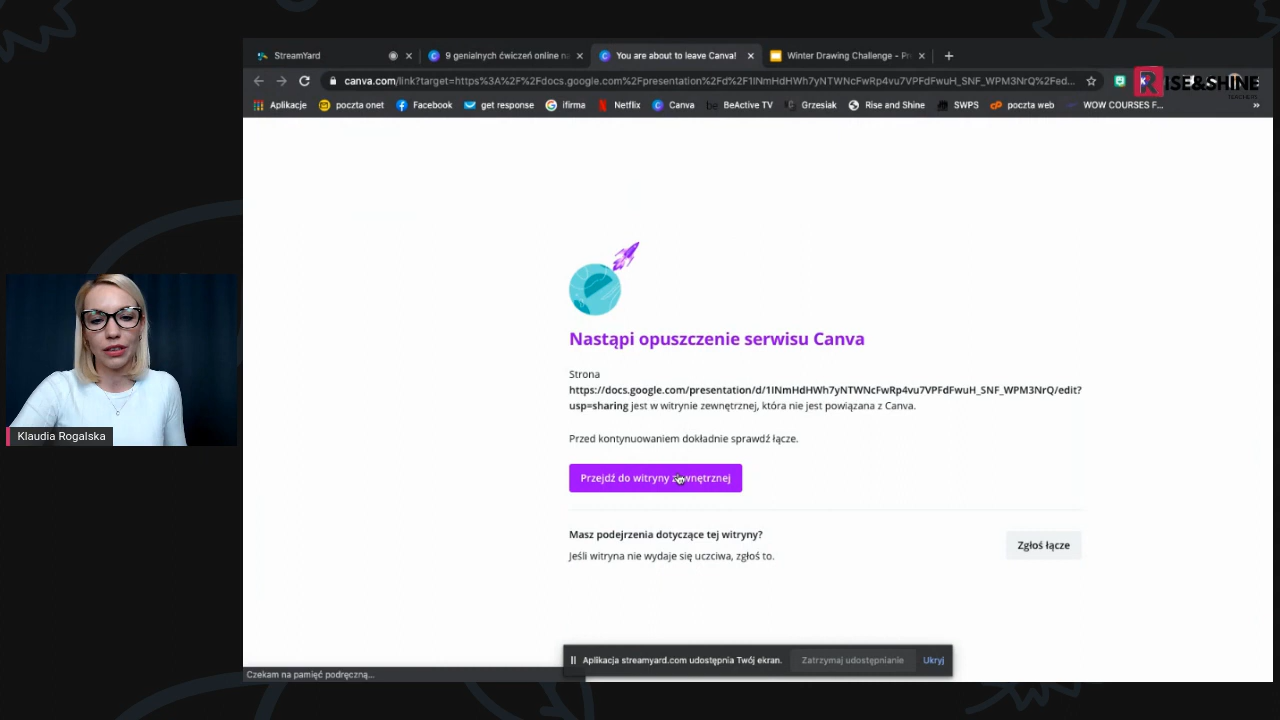 StreamYard
9 genialnych ćwiczeń online na
You are about to leave Canva!
Winter Drawing Challenge - Pr
canva.com/link?target=https%3A%2F%2Fdocs.google.com%2Fpresentation%2Fd%2F1lNmHdHWh7yNTWNcFwRp4vu7VPFdFwuH_SNF_WPM3NrQ%2Fed...
RISE&SHINE
TEACHERS
Aplikacje
poczta onet
Facebook
get response
ifirma
Netflix
Canva
BeActive TV
Grzesiak
Rise and Shine
SWPS
poczta web
WOW COURSES F...
Nastąpi opuszczenie serwisu Canva
Strona
https://docs.google.com/presentation/d/1lNmHdHWh7yNTWNcFwRp4vu7VPFdFwuH_SNF_WPM3NrQ/edit?
usp=sharing jest w witrynie zewnętrznej, która nie jest powiązana z Canva.
Przed kontynuowaniem dokładnie sprawdź łącze.
Przejdź do witryny zewnętrznej
Masz podejrzenia dotyczące tej witryny?
Jeśli witryna nie wydaje się uczciwa, zgłoś to.
Zgłoś łącze
Klaudia Rogalska
Aplikacja streamyard.com udostępnia Twój ekran.
Zatrzymaj udostępnianie
Ukryj
Czekam na pamięć podręczną...